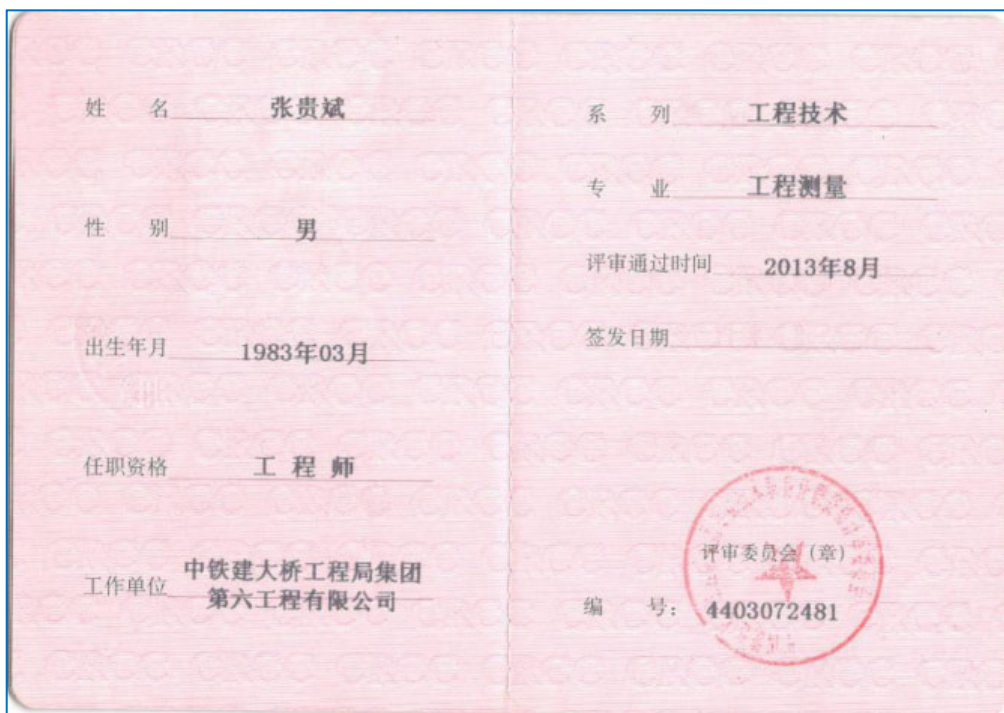 姓 名 张贵斌
性 别 男
出生年月 1983年03月
任职资格 工程师
工作单位 中铁建大桥工程局集团
第六工程有限公司
系 列 工程技术
专 业 工程测量
评审通过时间 2013年8月
签发日期
评审委员会（章）
编 号： 4403072481